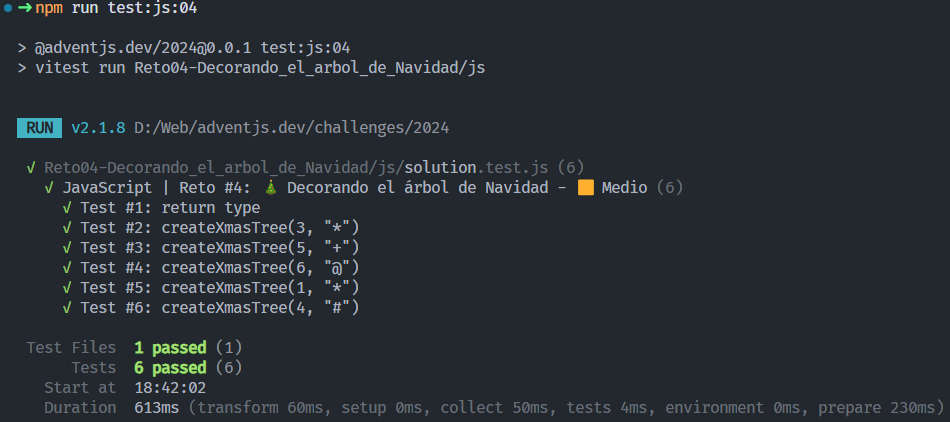 ➜npm run test:js:04
> @adventjs.dev/2024@0.0.1 test:js:04
> vitest run Reto04-Decorando_el_arbol_de_Navidad/js
RUN v2.1.8 D:/Web/adventjs.dev/challenges/2024
✓ Reto04-Decorando_el_arbol_de_Navidad/js/solution.test.js (6)
✓ JavaScript | Reto #4: 🎄 Decorando el árbol de Navidad - 🟧 Medio (6)
✓ Test #1: return type
✓ Test #2: createXmasTree(3, "*")
✓ Test #3: createXmasTree(5, "+")
✓ Test #4: createXmasTree(6, "@")
✓ Test #5: createXmasTree(1, "*")
✓ Test #6: createXmasTree(4, "#")
Test Files 1 passed (1)
Tests 6 passed (6)
Start at 18:42:02
Duration 613ms (transform 60ms, setup 0ms, collect 50ms, tests 4ms, environment 0ms, prepare 230ms)